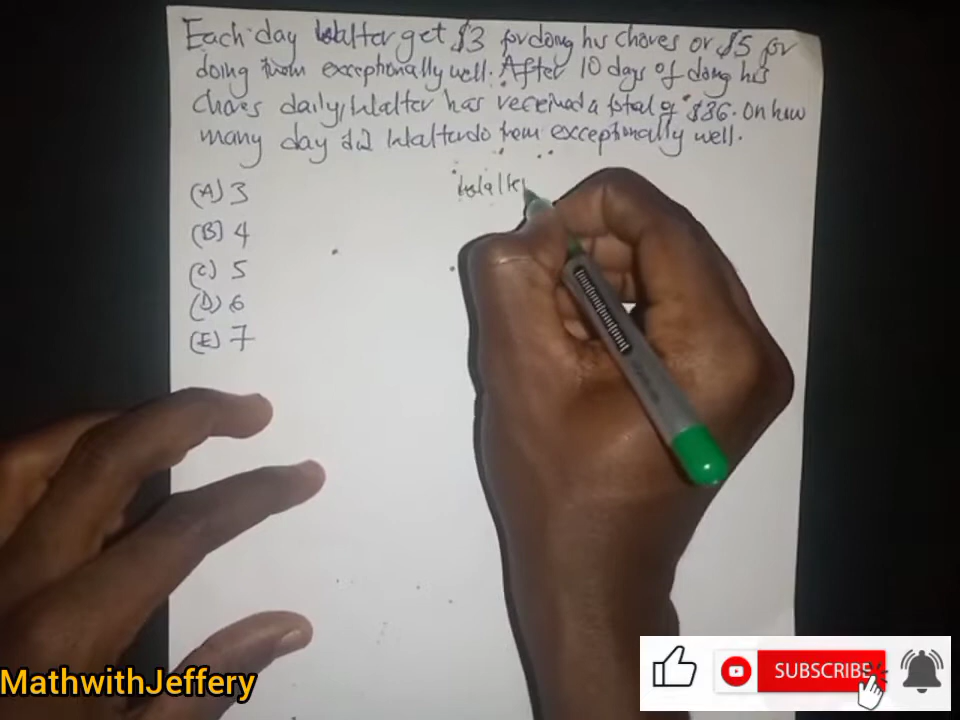 Each day Walter get $3 for doing his chores or $5 for
doing them exceptionally well. After 10 days of doing his
chores daily, Walter has received a total of $36. On how
many day did Walter do them exceptionally well.
(A) 3
(B) 4
(C) 5
(D) 6
(E) 7
Walter
MathwithJeffery
SUBSCRIBE